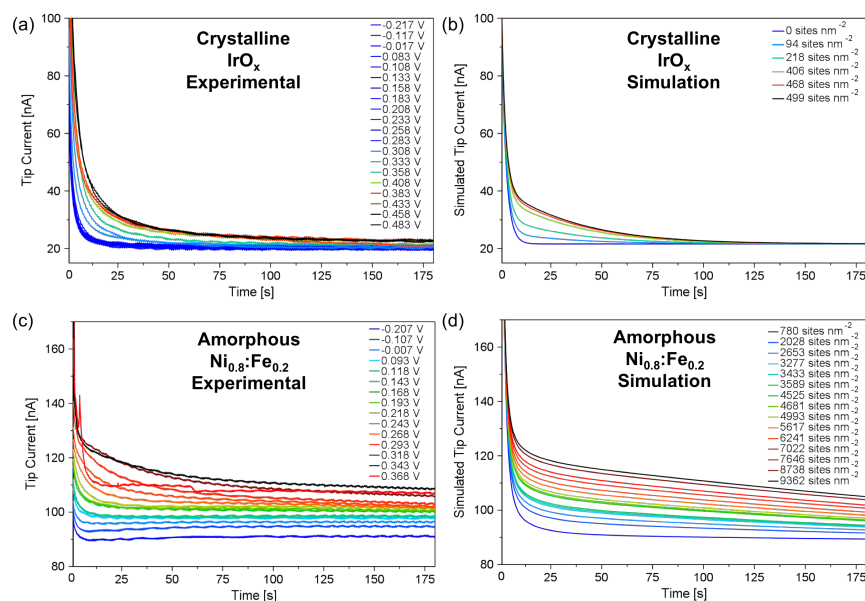 (a)
Crystalline
IrOx
Experimental
-0.217 V
-0.117 V
-0.017 V
0.083 V
0.108 V
0.133 V
0.158 V
0.183 V
0.208 V
0.233 V
0.258 V
0.283 V
0.308 V
0.333 V
0.358 V
0.408 V
0.383 V
0.433 V
0.458 V
0.483 V
Tip Current [nA]
100
80
60
40
20
0 25 50 75 100 125 150 175
Time [s]
(b)
Crystalline
IrOx
Simulation
0 sites nm-2
94 sites nm-2
218 sites nm-2
406 sites nm-2
468 sites nm-2
499 sites nm-2
Simulated Tip Current [nA]
100
80
60
40
20
0 25 50 75 100 125 150 175
Time [s]
(c)
Amorphous
Ni0.8:Fe0.2
Experimental
-0.207 V
-0.107 V
-0.007 V
0.093 V
0.118 V
0.143 V
0.168 V
0.193 V
0.218 V
0.243 V
0.268 V
0.293 V
0.318 V
0.343 V
0.368 V
Tip Current [nA]
160
140
120
100
80
0 25 50 75 100 125 150 175
Time [s]
(d)
Amorphous
Ni0.8:Fe0.2
Simulation
780 sites nm-2
2028 sites nm-2
2653 sites nm-2
3277 sites nm-2
3433 sites nm-2
3589 sites nm-2
4525 sites nm-2
4681 sites nm-2
4993 sites nm-2
5617 sites nm-2
6241 sites nm-2
7022 sites nm-2
7646 sites nm-2
8738 sites nm-2
9362 sites nm-2
Simulated Tip Current [nA]
160
140
120
100
80
0 25 50 75 100 125 150 175
Time [s]